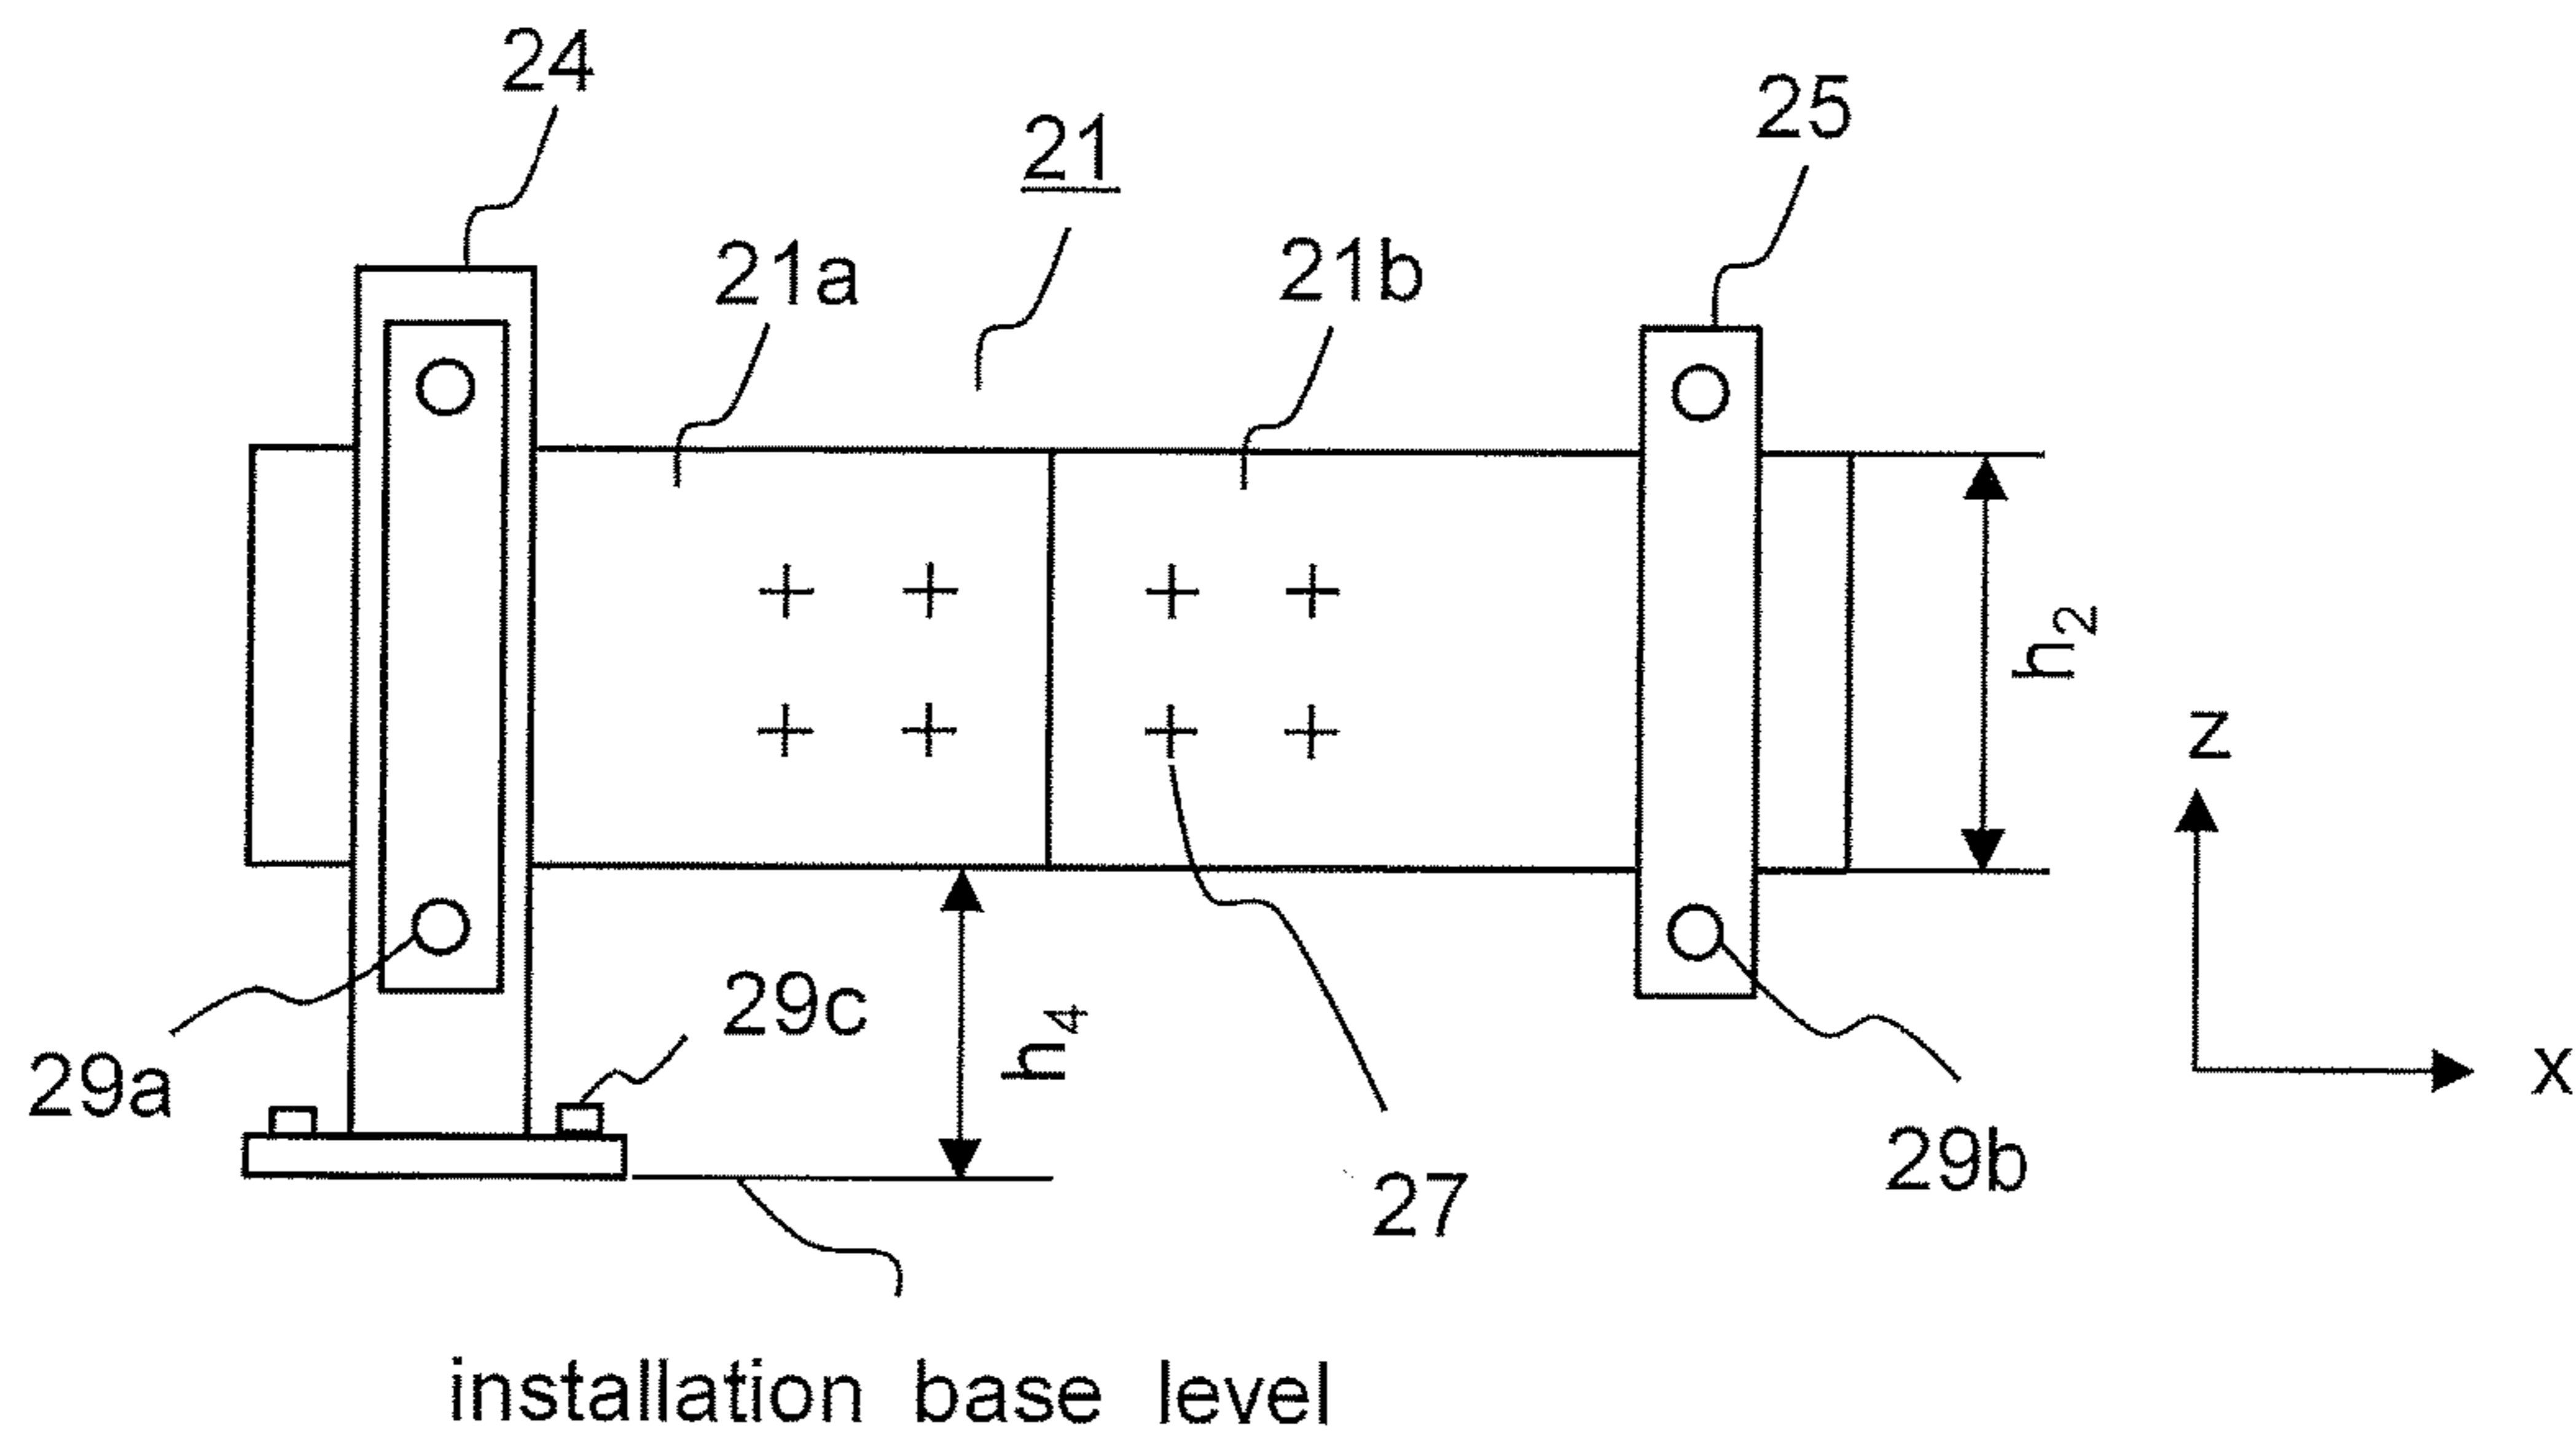 24
25
21
21a
21b
h2
z
29c
h4
29a
x
29b
27
installation base level